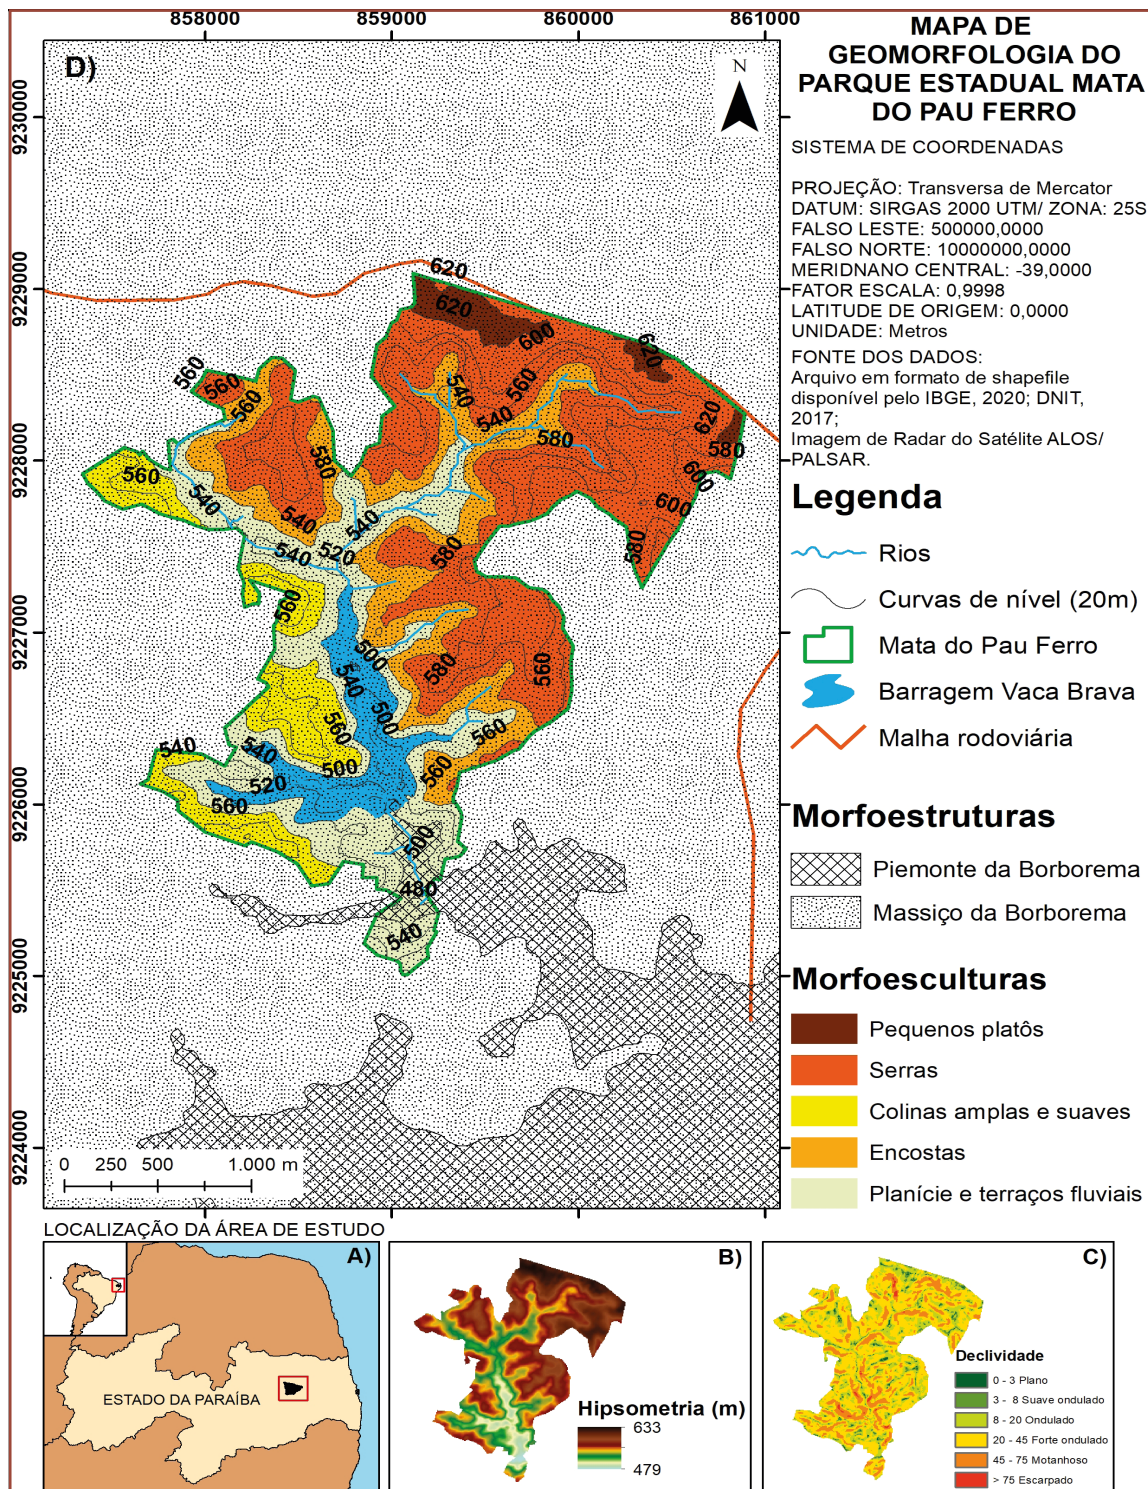 858000
859000
860000
861000
MAPA DE
GEOMORFOLOGIA DO
PARQUE ESTADUAL MATA
DO PAU FERRO
SISTEMA DE COORDENADAS
PROJEÇÃO: Transversa de Mercator
DATUM: SIRGAS 2000 UTM/ ZONA: 25S
FALSO LESTE: 500000,0000
FALSO NORTE: 10000000,0000
MERIDNANO CENTRAL: -39,0000
FATOR ESCALA: 0,9998
LATITUDE DE ORIGEM: 0,0000
UNIDADE: Metros
FONTE DOS DADOS:
Arquivo em formato de shapefile
disponível pelo IBGE, 2020; DNIT,
2017;
Imagem de Radar do Satélite ALOS/
PALSAR.
Legenda
Rios
Curvas de nível (20m)
Mata do Pau Ferro
Barragem Vaca Brava
Malha rodoviária
Morfoestruturas
Piemonte da Borborema
Massiço da Borborema
Morfoesculturas
Pequenos platôs
Serras
Colinas amplas e suaves
Encostas
Planície e terraços fluviais
D)
N
9230000
9229000
9228000
9227000
9226000
9225000
9224000
620
620
600
620
560
560
560
540
560
540
620
580
580
580
560
600
540
600
540
540
540
520
580
580
560
500
580
560
540
500
560
560
540
540
500
560
520
560
500
480
540
0 250 500 1.000 m
LOCALIZAÇÃO DA ÁREA DE ESTUDO
A)
ESTADO DA PARAÍBA
B)
Hipsometria (m)
633
479
C)
Declividade
0 - 3 Plano
3 - 8 Suave ondulado
8 - 20 Ondulado
20 - 45 Forte ondulado
45 - 75 Motanhoso
> 75 Escarpado